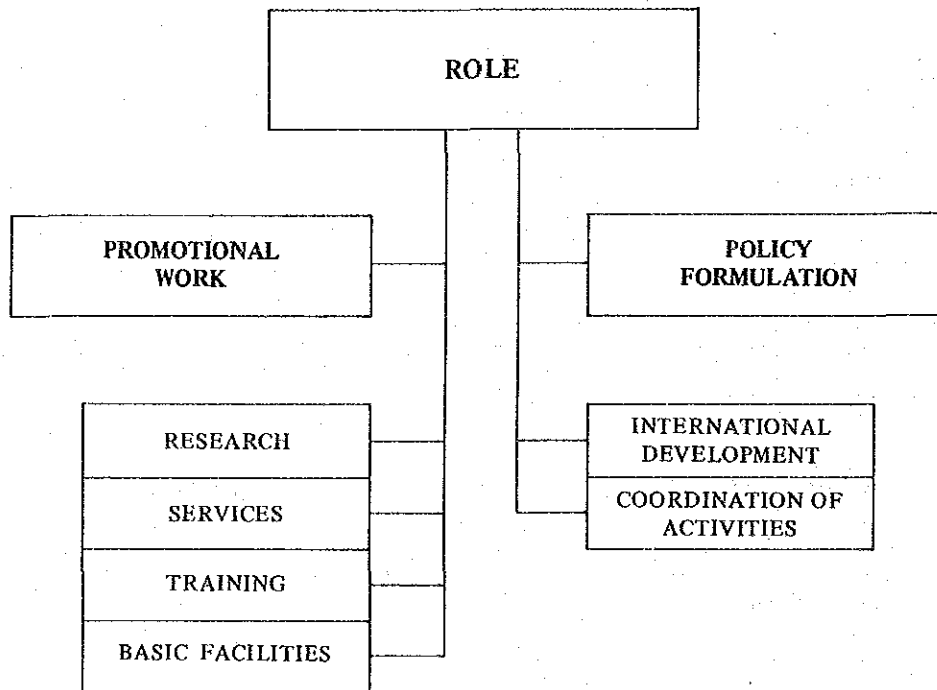 ROLE
PROMOTIONAL
WORK
POLICY
FORMULATION
RESEARCH
SERVICES
TRAINING
BASIC FACILITIES
INTERNATIONAL
DEVELOPMENT
COORDINATION OF
ACTIVITIES